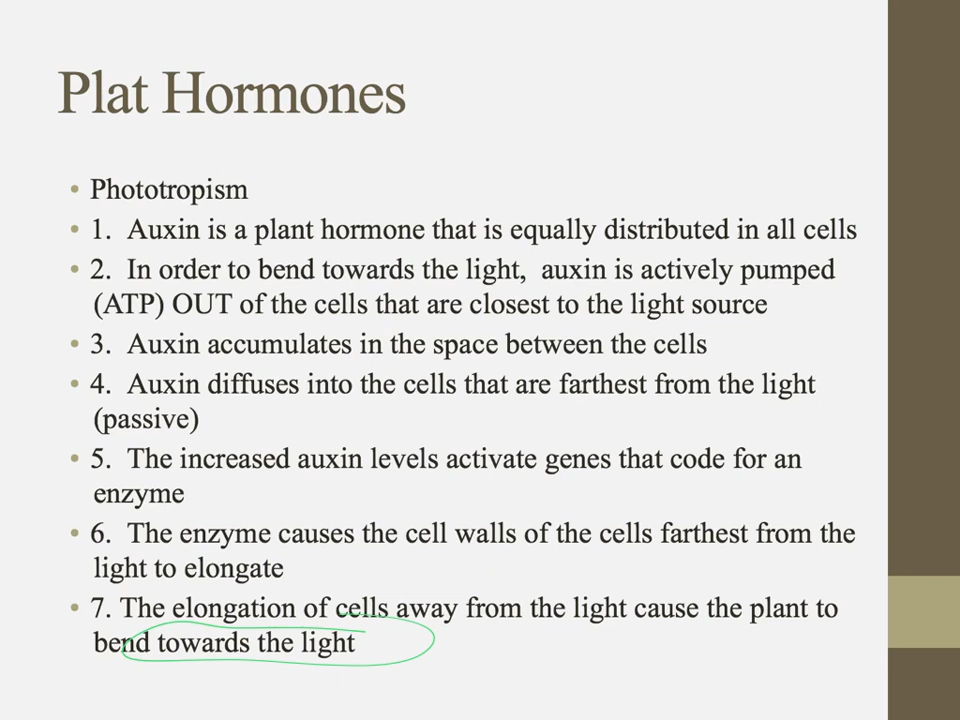 Plat Hormones
• Phototropism
• 1. Auxin is a plant hormone that is equally distributed in all cells
• 2. In order to bend towards the light, auxin is actively pumped
(ATP) OUT of the cells that are closest to the light source
• 3. Auxin accumulates in the space between the cells
• 4. Auxin diffuses into the cells that are farthest from the light
(passive)
• 5. The increased auxin levels activate genes that code for an
enzyme
• 6. The enzyme causes the cell walls of the cells farthest from the
light to elongate
• 7. The elongation of cells away from the light cause the plant to
bend towards the light